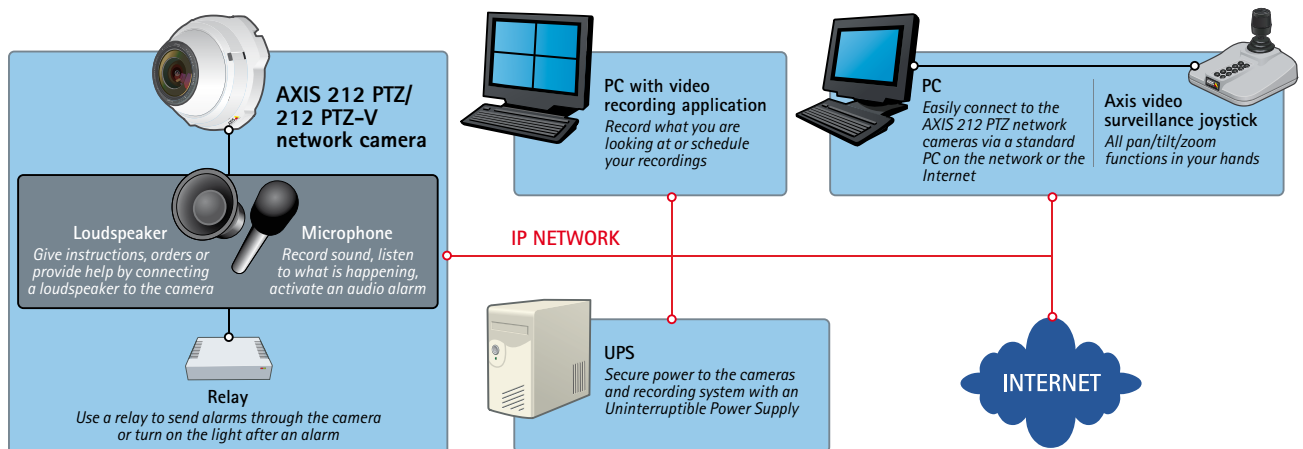 AXIS 212 PTZ/
212 PTZ-V
network camera
Loudspeaker
Give instructions, orders or
provide help by connecting
a loudspeaker to the camera
Microphone
Record sound, listen
to what is happening,
activate an audio alarm
Relay
Use a relay to send alarms through the camera
or turn on the light after an alarm
PC with video
recording application
Record what you are
looking at or schedule
your recordings
PC
Easily connect to the
AXIS 212 PTZ network
cameras via a standard
PC on the network or the
Internet
Axis video
surveillance joystick
All pan/tilt/zoom
functions in your hands
IP NETWORK
UPS
Secure power to the cameras
and recording system with an
Uninterruptible Power Supply
INTERNET